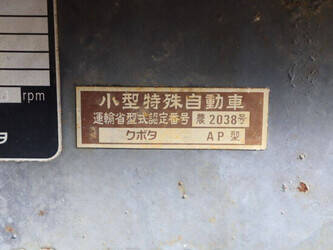 小型特殊自動車
運輸省型式認定番号 農2038号
クボタ AP型
rpm
タ